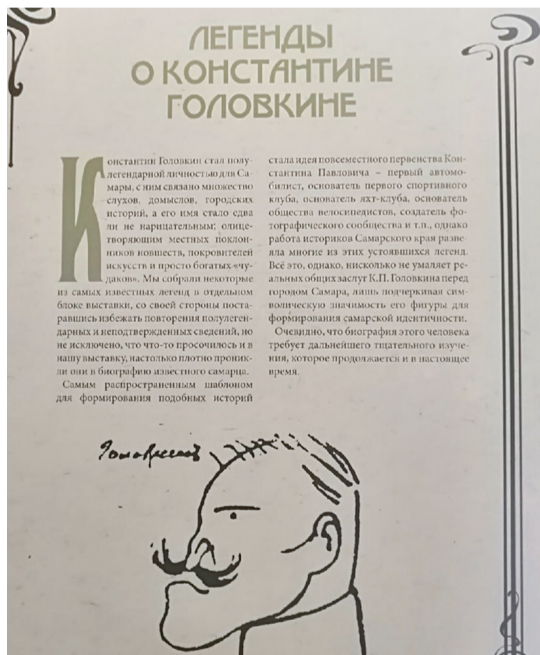 ЛЕГЕНДЫ
О КОНСТАНТИНЕ
ГОЛОВКИНЕ
Константин Головкин стал полу-
легендарной личностью для Са-
мары, с ним связано множество
слухов, домыслов, городских
историй, а его имя стало едва
ли не нарицательным: олице-
творяющим местных поклон-
ников новшеств, покровителей
искусств и просто богатых «чу-
даков». Мы собрали некоторые
из самых известных легенд в отдельном
блоке выставки, со своей стороны поста-
равшись избежать повторения полулеген-
дарных и неподтвержденных сведений, но
не исключено, что что-то просочилось и в
нашу выставку, настолько плотно проник-
ли они в биографию известного самарца.
Самым распространенным шаблоном
для формирования подобных историй
стала идея повсеместного первенства Кон-
стантина Павловича – первый автомо-
билист, основатель первого спортивного
клуба, основатель яхт-клуба, основатель
общества велосипедистов, создатель фо-
тографического сообщества и т.п., однако
работа историков Самарского края разве-
яла многие из этих устоявшихся легенд.
Всё это, однако, нисколько не умаляет ре-
альных общих заслуг К.П. Головкина перед
городом Самара, лишь подчеркивая сим-
волическую значимость его фигуры для
формирования самарской идентичности.
Очевидно, что биография этого человека
требует дальнейшего тщательного изуче-
ния, которое продолжается и в настоящее
время.